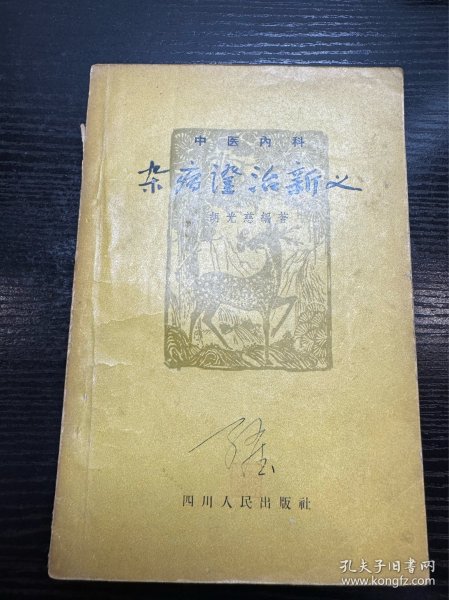 中医内科
杂病證治新义
胡光慈編著
四川人民出版社
孔夫子旧书网
www.kongfz.com